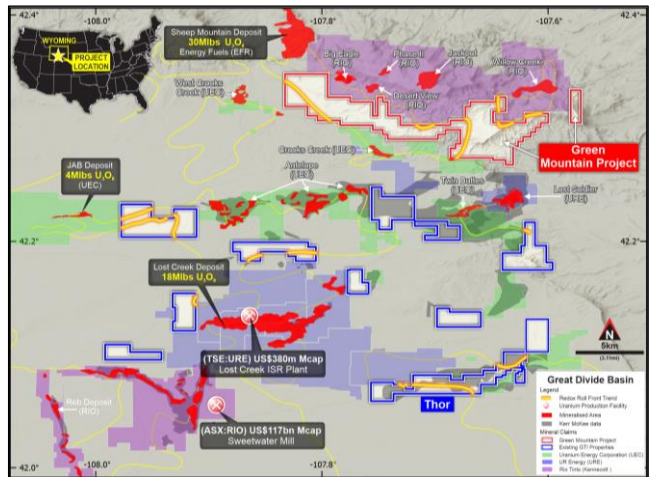 42.4°
-108.0°
-107.8°
-107.6°
42.4°
WYOMING
PROJECT
LOCATION
Sheep Mountain Deposit
30Mlbs U₃O₈
Energy Fuels (EFR)
Big Eagle
(RIO)
Phase II
(RIO)
Jackpot
(RIO)
Willow Creek
(RIO)
Desert View
(RIO)
West Crooks
Creek (UEC)
Crooks Creek (UEC)
Green
Mountain Project
JAB Deposit
4Mlbs U₃O₈
(UEC)
Antelope
(UEC)
Twin Buttes
(UEC)
Lost Soldier
(URE)
42.2°
42.2°
Lost Creek Deposit
18Mlbs U₃O₈
(TSE:URE) US$380m Mcap
Lost Creek ISR Plant
N
5km
Reb Deposit
(RIO)
(ASX:RIO) US$117bn Mcap
Sweetwater Mill
Thor
Great Divide Basin
Legend
Redox Roll Front Trend
Uranium Production Facility
Mineralised Area
Kerr McKee data
Mineral Claims
Green Mountain Project
Existing GTI Properties
Uranium Energy Corporation (UEC)
UR Energy (URE)
Rio Tinto (Kennecott )
42.0°
-108.0°
-107.8°
42.0°